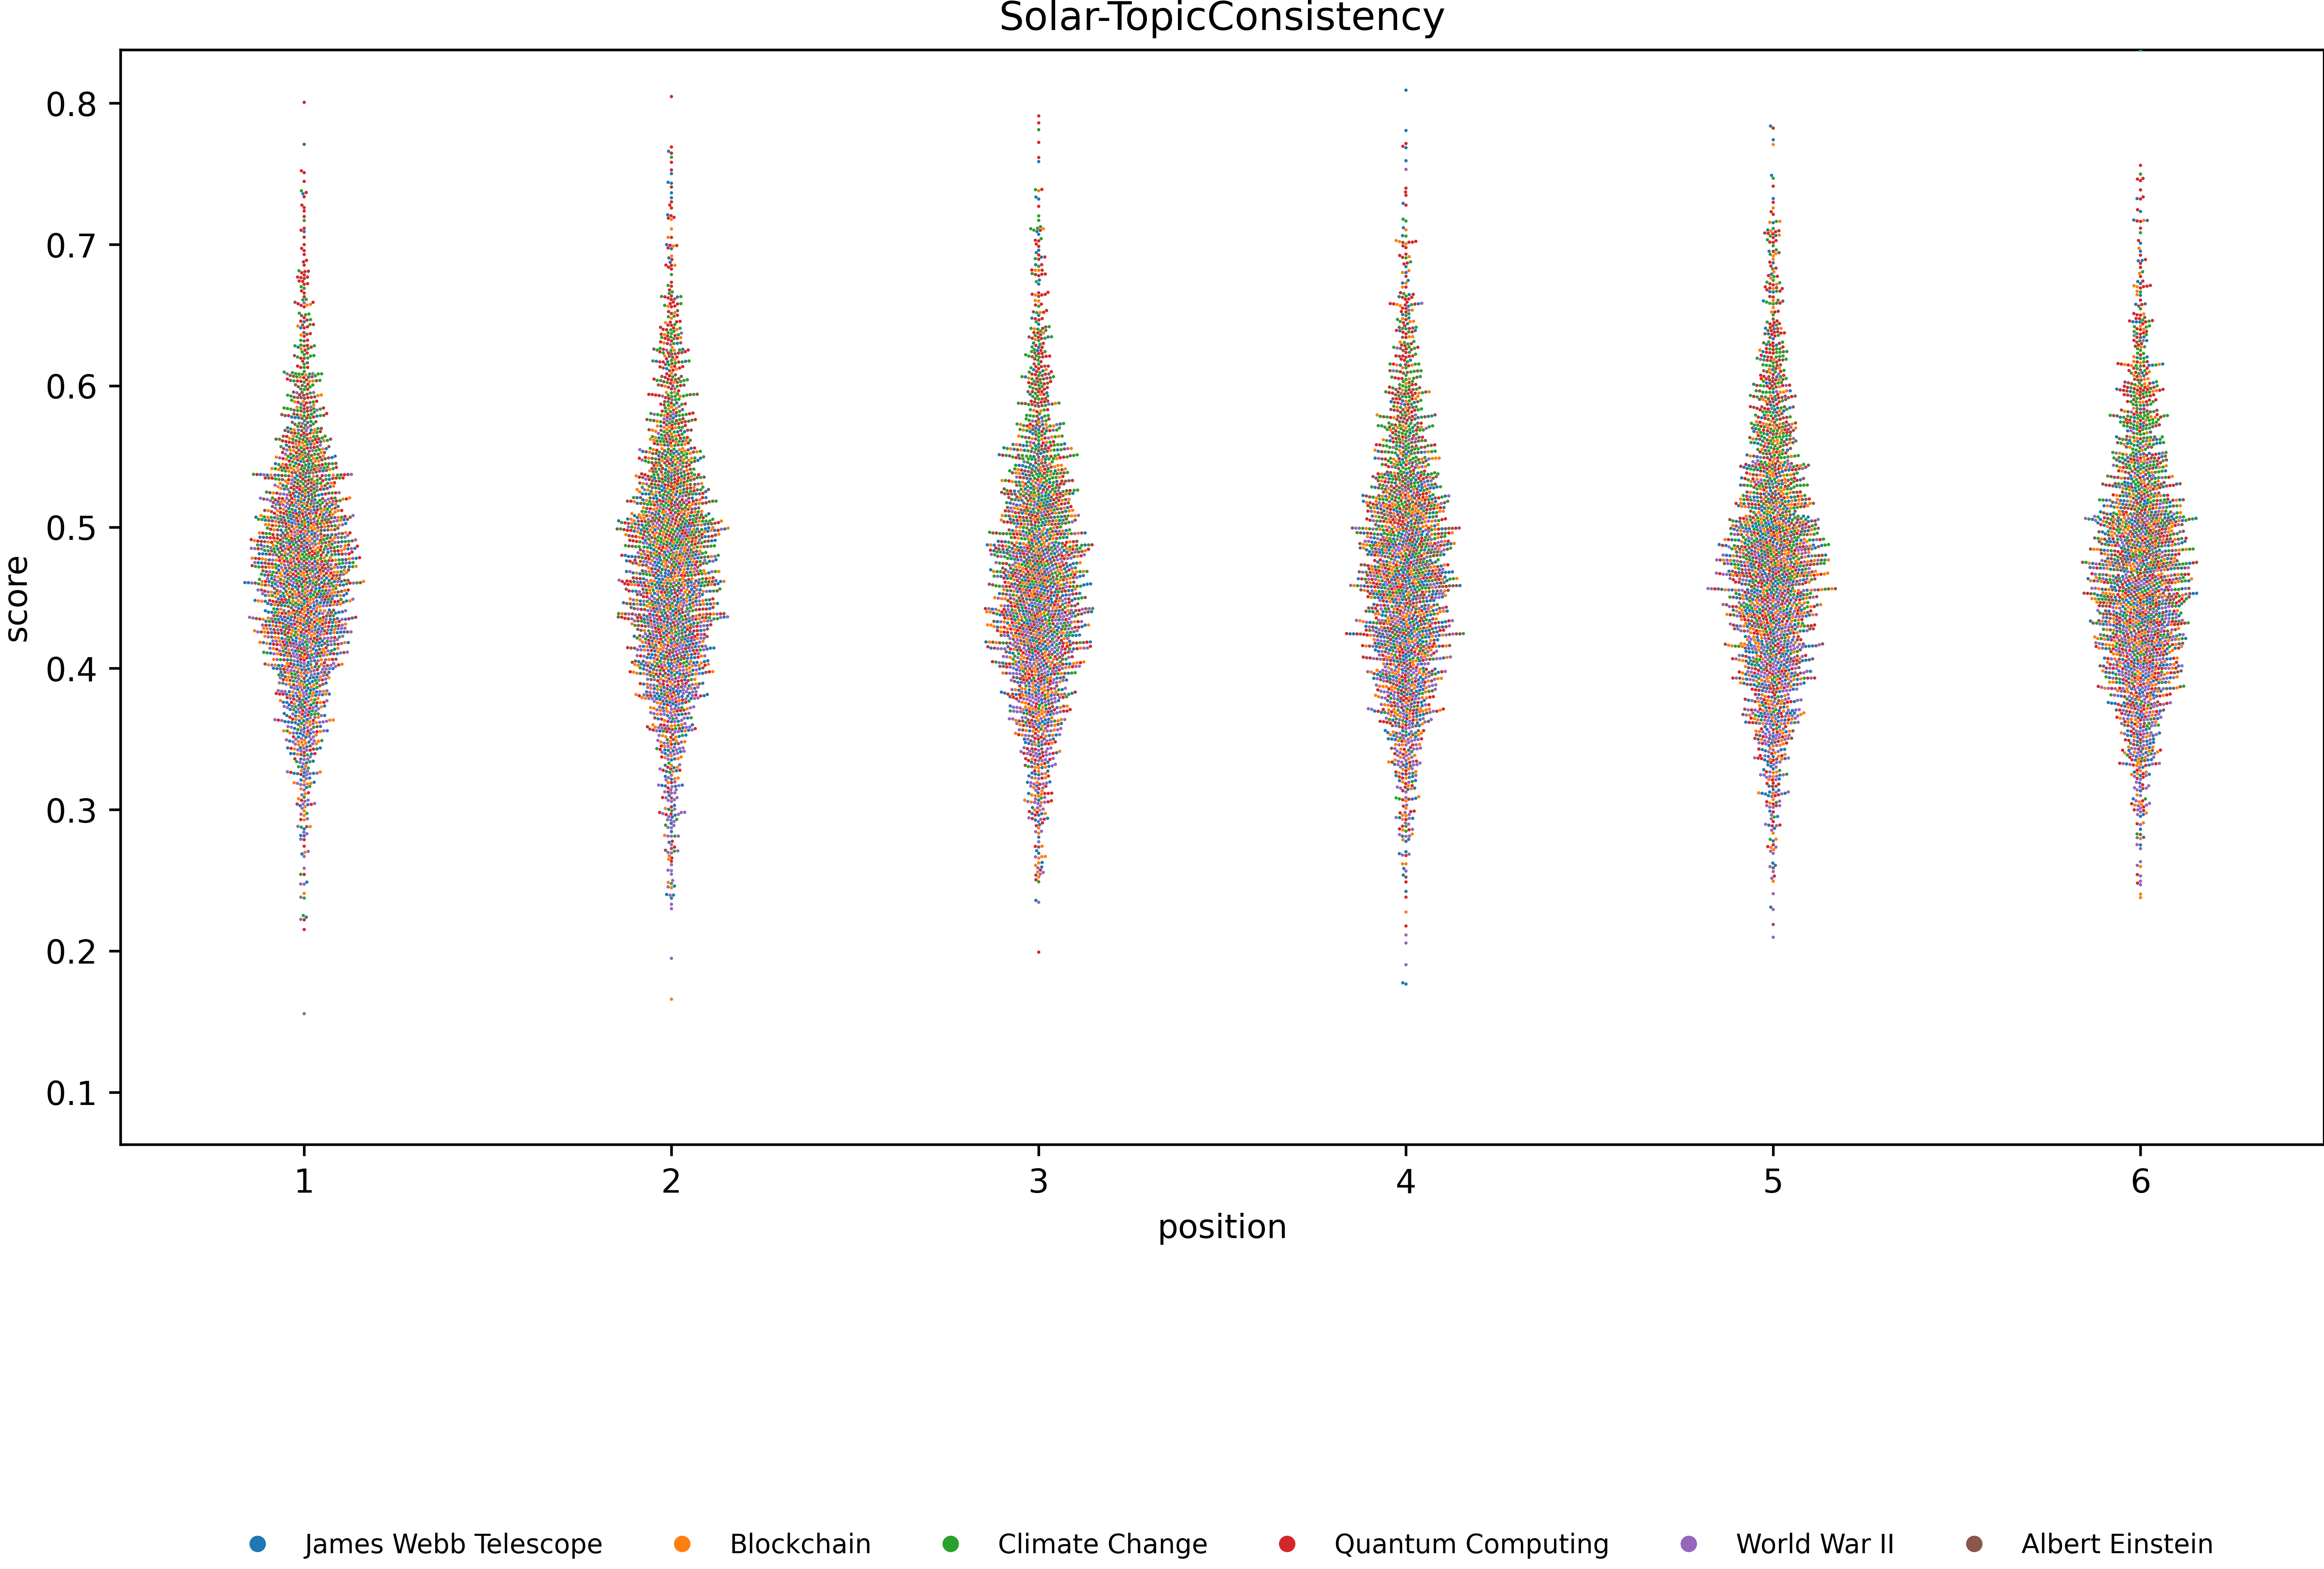 Solar-TopicConsistency
score
0.8
0.7
0.6
0.5
0.4
0.3
0.2
0.1
1 2 3 4 5 6
position
James Webb Telescope Blockchain Climate Change Quantum Computing World War II Albert Einstein